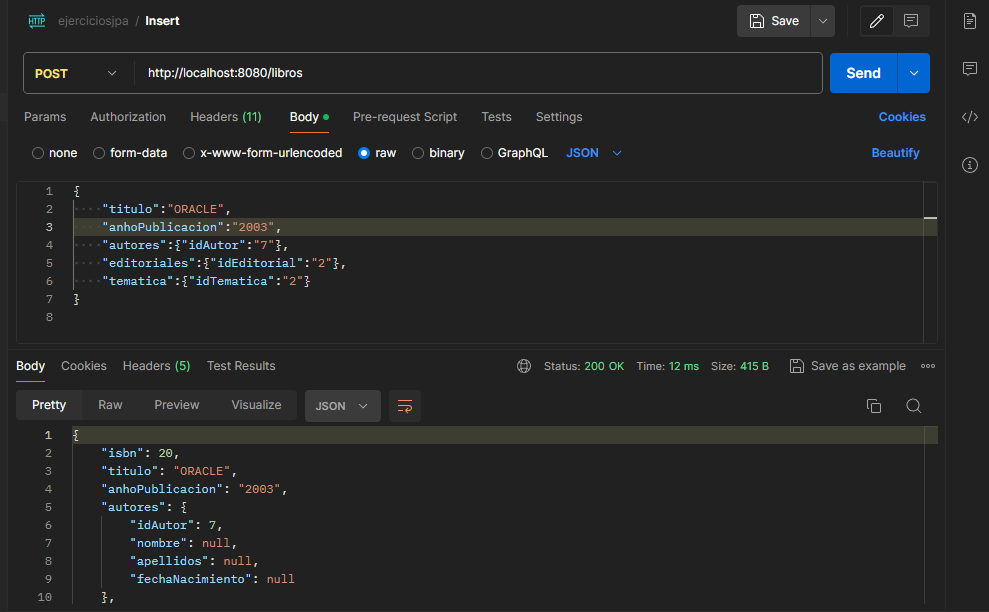 HTTP ejerciciosjpa / Insert Save
POST http://localhost:8080/libros Send
Params Authorization Headers (11) Body Pre-request Script Tests Settings Cookies
none form-data x-www-form-urlencoded raw binary GraphQL JSON Beautify
1 {
2 "titulo":"ORACLE",
3 "anhoPublicacion":"2003",
4 "autores":{"idAutor":"7"},
5 "editoriales":{"idEditorial":"2"},
6 "tematica":{"idTematica":"2"}
7 }
8
Body Cookies Headers (5) Test Results Status: 200 OK Time: 12 ms Size: 415 B Save as example
Pretty Raw Preview Visualize JSON
1 {
2 "isbn": 20,
3 "titulo": "ORACLE",
4 "anhoPublicacion": "2003",
5 "autores": {
6 "idAutor": 7,
7 "nombre": null,
8 "apellidos": null,
9 "fechaNacimiento": null
10 },